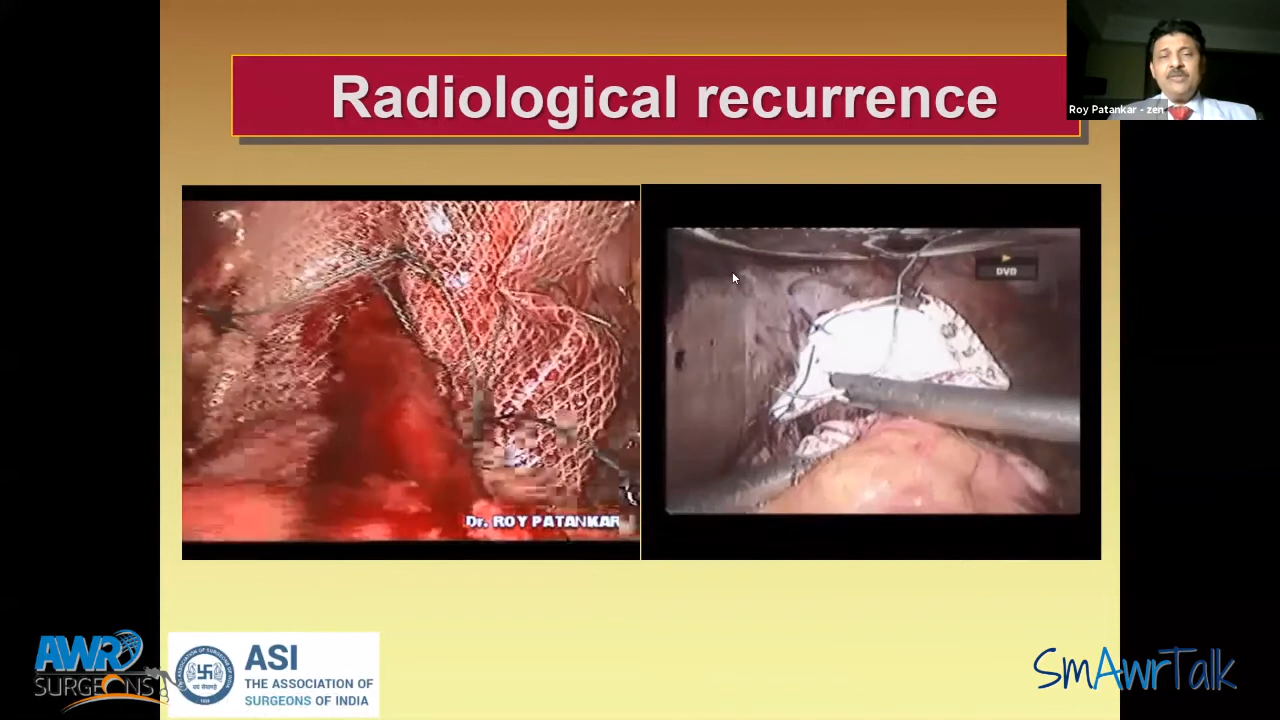 Radiological recurrence
Roy Patankar - zen
DVD
Dr. ROY PATANKAR
AWR
SURGEONS
ASI
THE ASSOCIATION OF
SURGEONS OF INDIA
SmAwrTalk